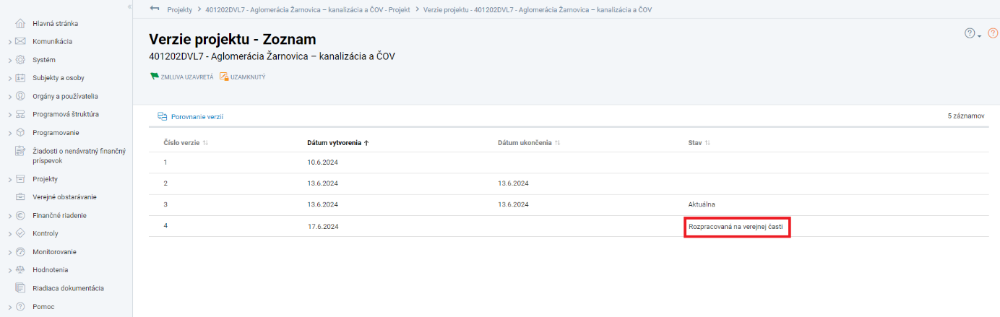 Projekty > 401202DVL7 - Aglomerácia Žarnovica – kanalizácia a ČOV - Projekt > Verzie projektu - 401202DVL7 - Aglomerácia Žarnovica – kanalizácia a ČOV
Verzie projektu - Zoznam
401202DVL7 - Aglomerácia Žarnovica – kanalizácia a ČOV
ZMLUVA UZAVRETÁ UZAMKNUTÝ
Hlavná stránka
Komunikácia
Systém
Subjekty a osoby
Orgány a používatelia
Programová štruktúra
Programovanie
Žiadosti o nenávratný finančný
príspevok
Projekty
Verejné obstarávanie
Finančné riadenie
Kontroly
Monitorovanie
Hodnotenia
Riadiaca dokumentácia
Pomoc
Porovnanie verzií 5 záznamov
Číslo verzie Dátum vytvorenia Dátum ukončenia Stav
1 10.6.2024
2 13.6.2024 13.6.2024
3 13.6.2024 13.6.2024 Aktuálna
4 17.6.2024 Rozpracovaná na verejnej časti